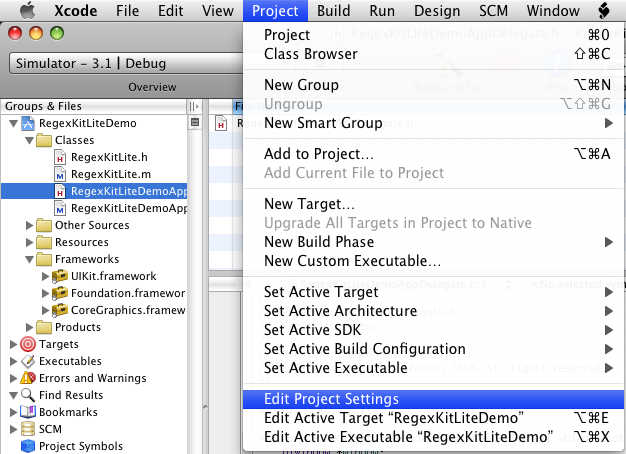 Xcode File Edit View Project Build Run Design SCM Window
Simulator – 3.1 | Debug
Overview
Groups & Files
RegexKitLiteDemo
Classes
RegexKitLite.h
RegexKitLite.m
RegexKitLiteDemoApp
RegexKitLiteDemoApp
Other Sources
Resources
Frameworks
UIKit.framework
Foundation.framewor
CoreGraphics.framew
Products
Targets
Executables
Errors and Warnings
Find Results
Bookmarks
SCM
Project Symbols
Project ⌘0
Class Browser ⇧⌘C
New Group ⌥⌘N
Ungroup ⌥⇧⌘G
New Smart Group
Add to Project... ⌥⌘A
Add Current File to Project
New Target...
Upgrade All Targets in Project to Native
New Build Phase
New Custom Executable...
Set Active Target
Set Active Architecture
Set Active SDK
Set Active Build Configuration
Set Active Executable
Edit Project Settings
Edit Active Target “RegexKitLiteDemo” ⌥⌘E
Edit Active Executable “RegexKitLiteDemo” ⌥⌘X